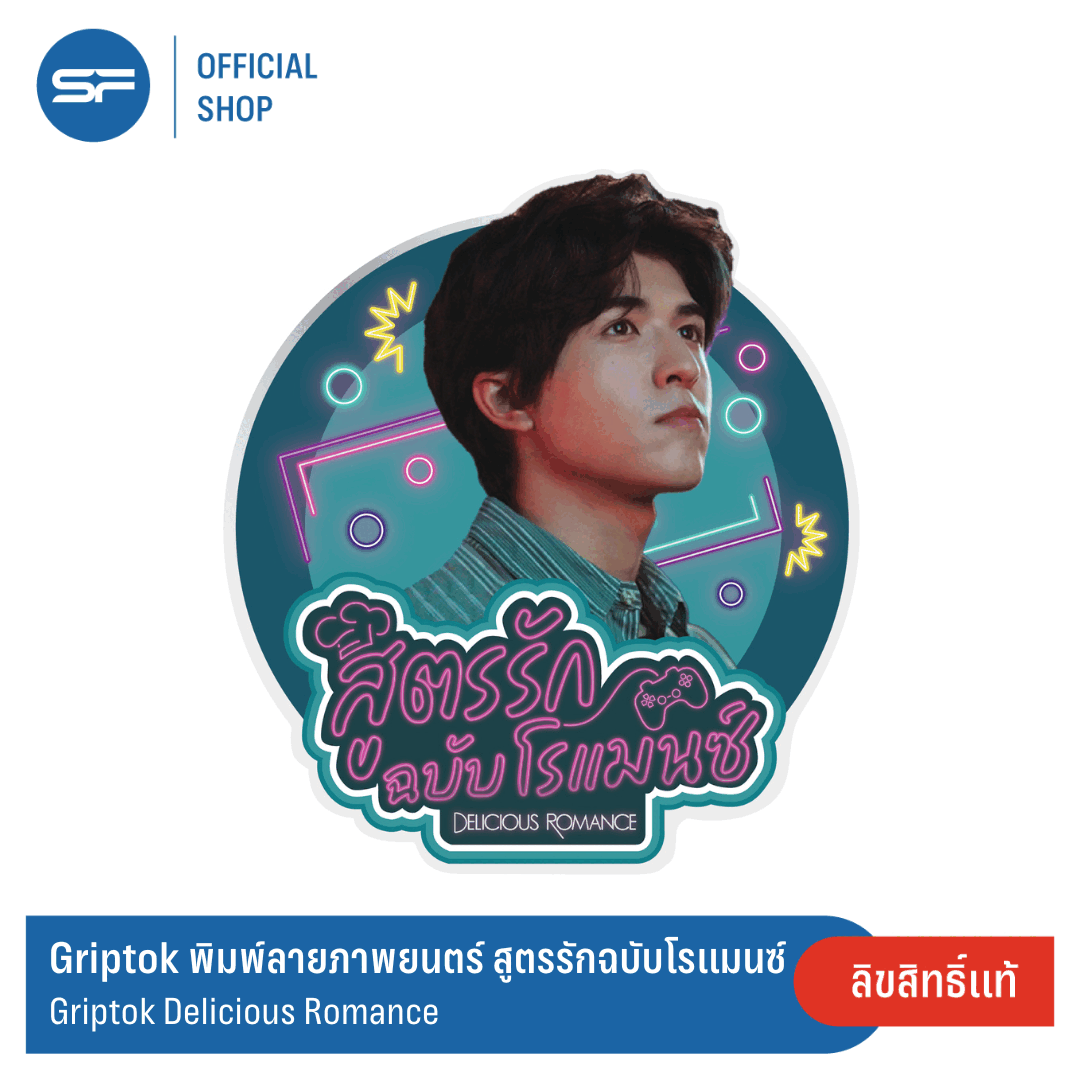 SF
OFFICIAL
SHOP
สูตรรัก
ฉบับโรแมนซ์
DELICIOUS ROMANCE
Griptok พิมพ์ลายภาพยนตร์ สูตรรักฉบับโรแมนซ์
Griptok Delicious Romance
ลิขสิทธิ์แท้